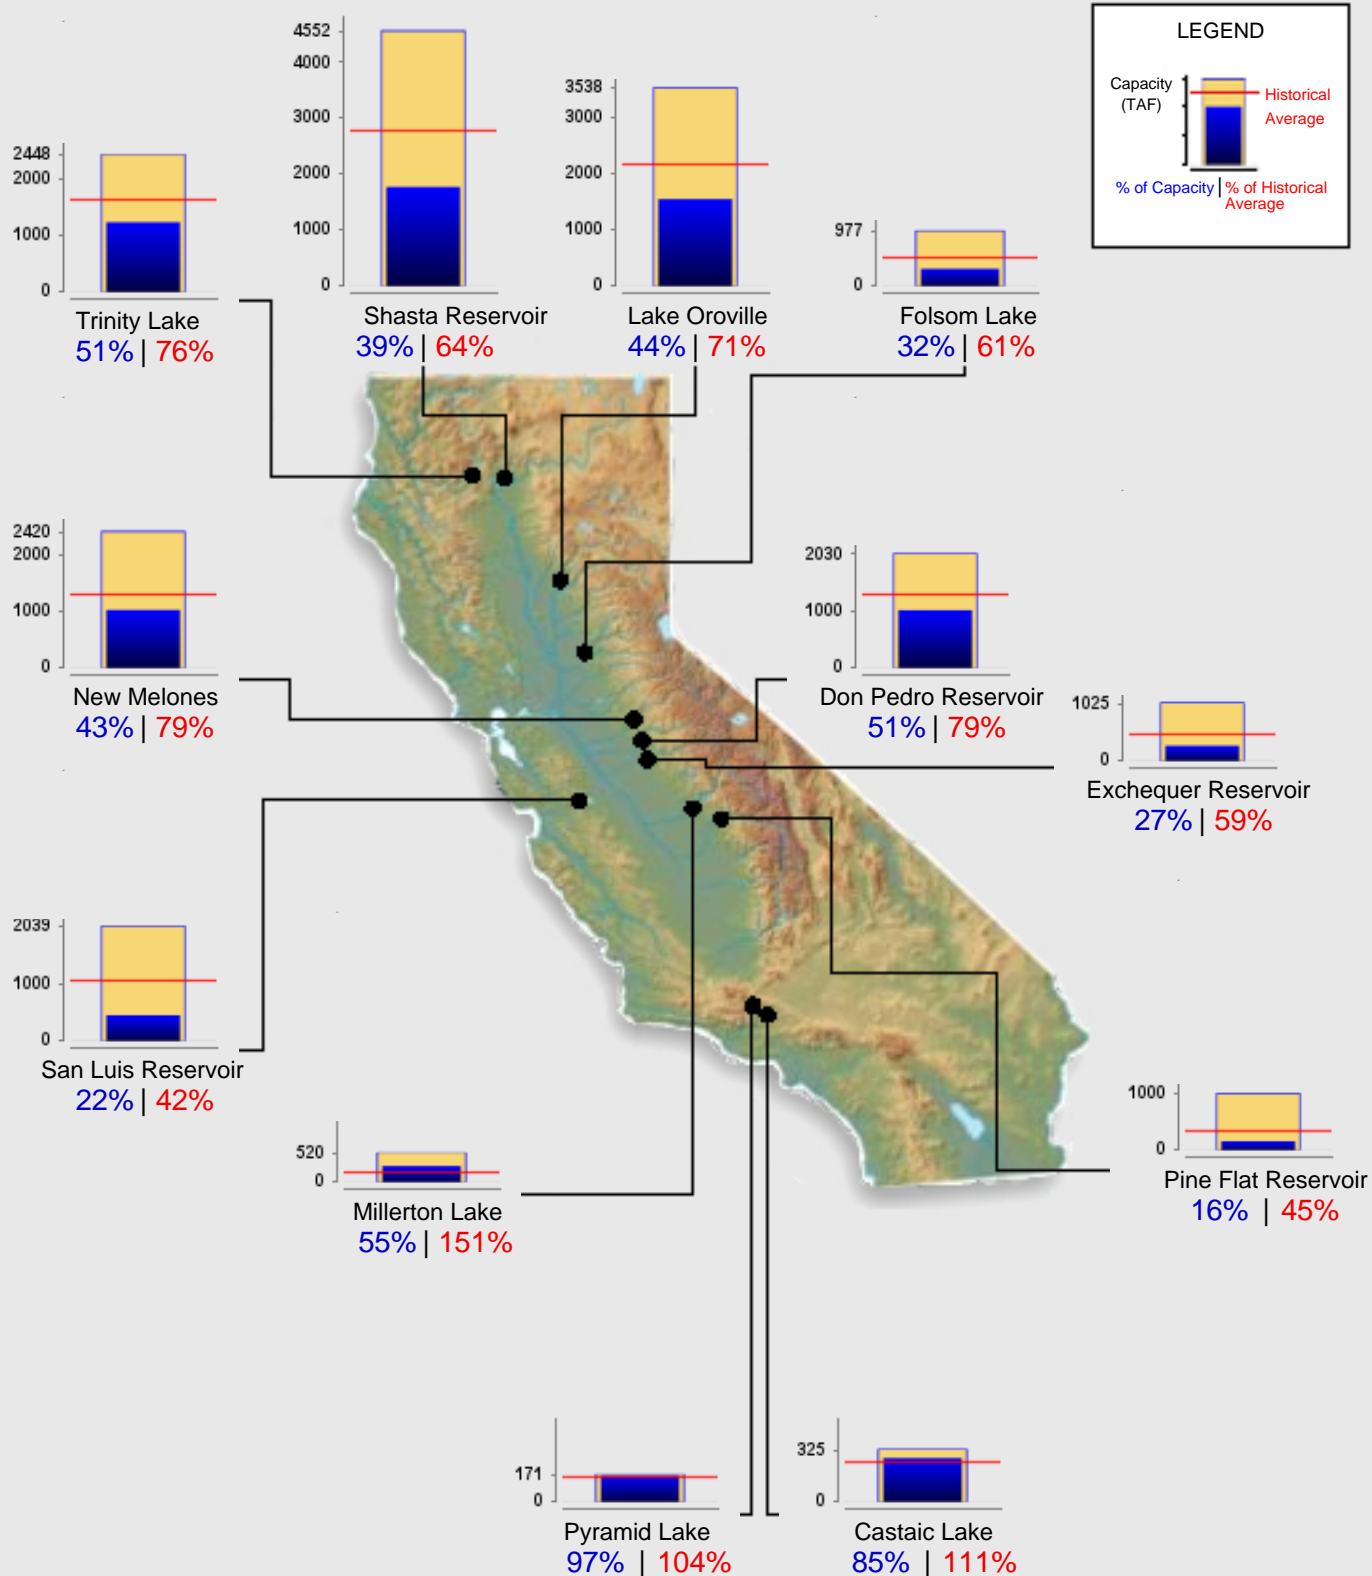 LEGEND
Capacity
(TAF)
Historical
Average
% of Capacity | % of Historical
Average
2448
2000
1000
0
Trinity Lake
51% | 76%
4552
4000
3000
2000
1000
0
Shasta Reservoir
39% | 64%
3538
3000
2000
1000
0
Lake Oroville
44% | 71%
977
0
Folsom Lake
32% | 61%
2420
2000
1000
0
New Melones
43% | 79%
2030
1000
0
Don Pedro Reservoir
51% | 79%
1025
0
Exchequer Reservoir
27% | 59%
2039
1000
0
San Luis Reservoir
22% | 42%
520
0
Millerton Lake
55% | 151%
1000
0
Pine Flat Reservoir
16% | 45%
171
0
Pyramid Lake
97% | 104%
325
0
Castaic Lake
85% | 111%